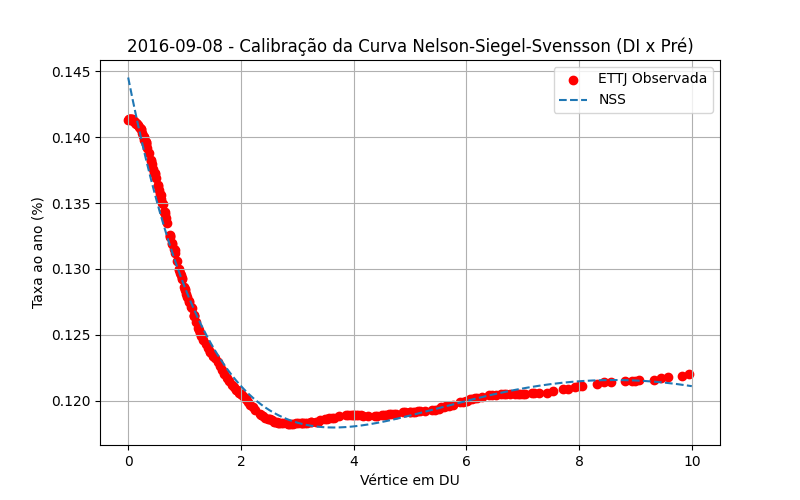 2016-09-08 - Calibração da Curva Nelson-Siegel-Svensson (DI x Pré)
ETTJ Observada
NSS
Taxa ao ano (%)
0.145
0.140
0.135
0.130
0.125
0.120
0
2
4
6
8
10
Vértice em DU